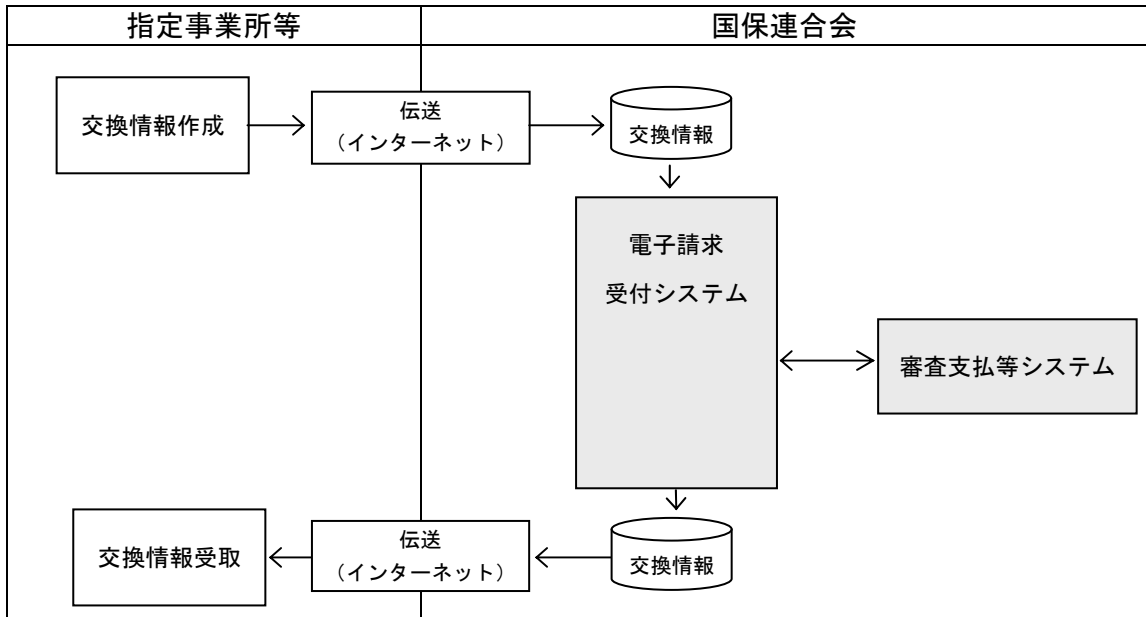 指定事業所等
国保連合会
交換情報作成
伝送
（インターネット）
交換情報
電子請求
受付システム
審査支払等システム
交換情報受取
伝送
（インターネット）
交換情報